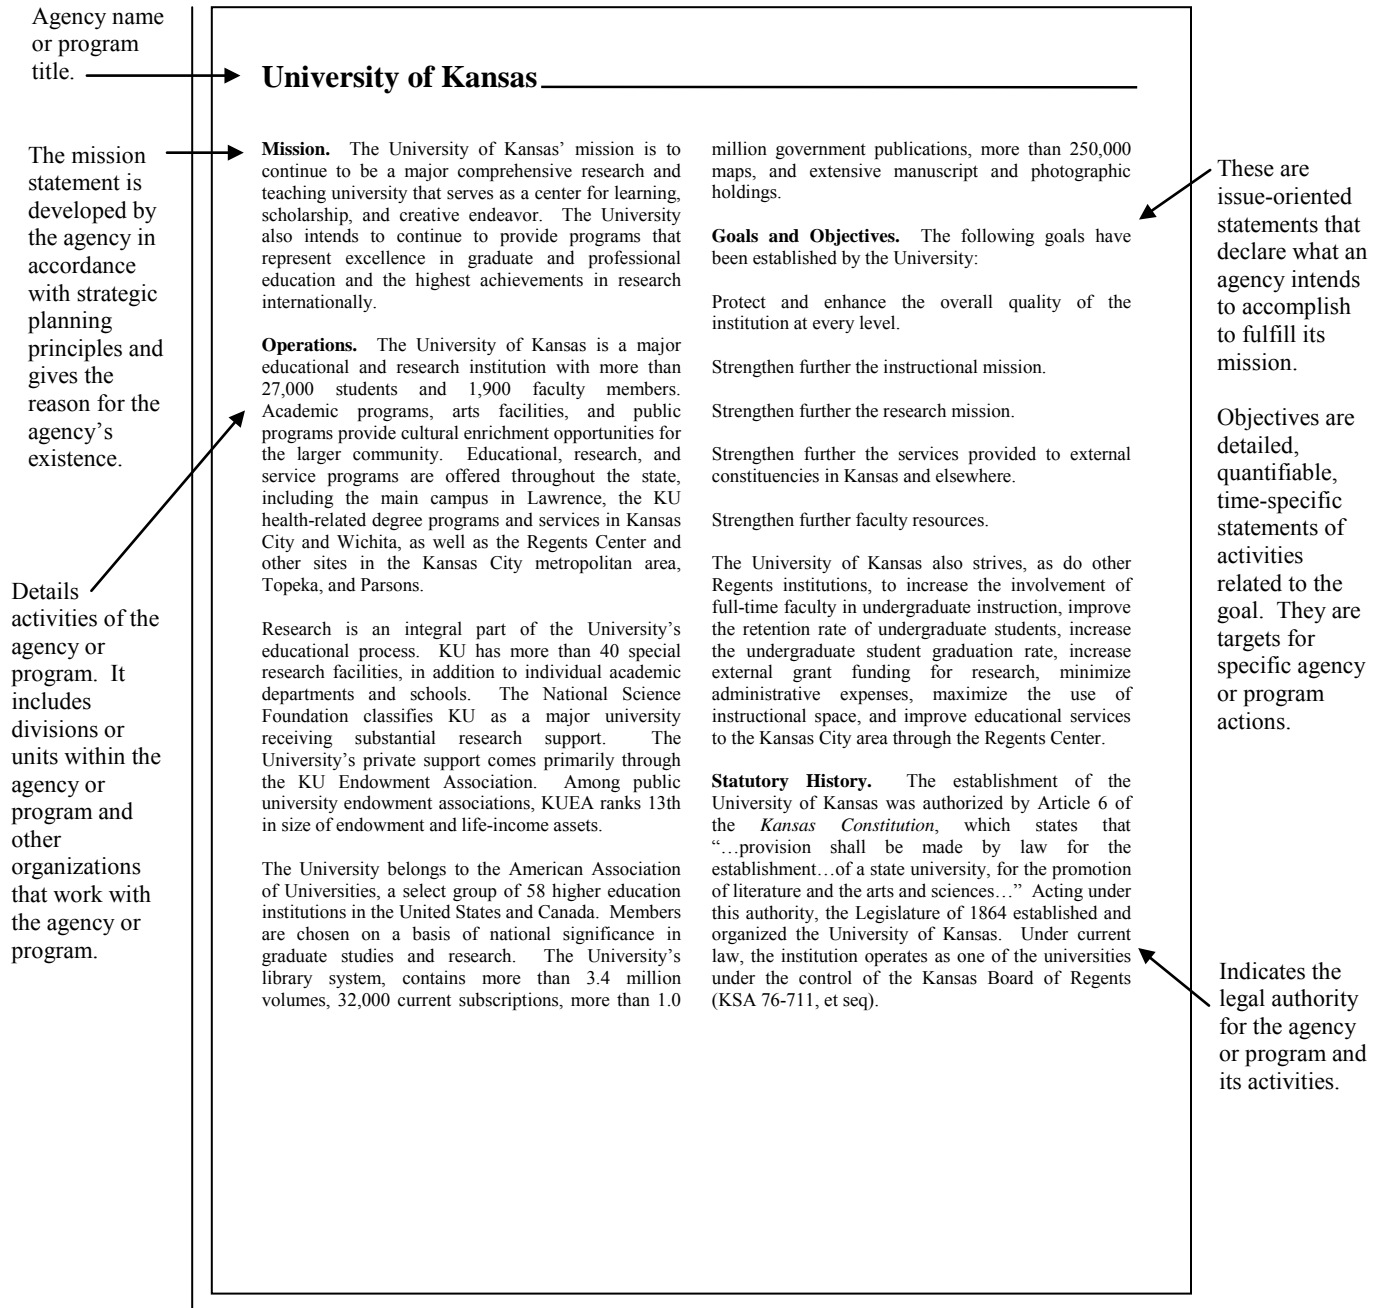 Agency name
or program
title.
The mission
statement is
developed by
the agency in
accordance
with strategic
planning
principles and
gives the
reason for the
agency’s
existence.
Details
activities of the
agency or
program. It
includes
divisions or
units within the
agency or
program and
other
organizations
that work with
the agency or
program.
University of Kansas
Mission. The University of Kansas’ mission is to
continue to be a major comprehensive research and
teaching university that serves as a center for learning,
scholarship, and creative endeavor. The University
also intends to continue to provide programs that
represent excellence in graduate and professional
education and the highest achievements in research
internationally.
Operations. The University of Kansas is a major
educational and research institution with more than
27,000 students and 1,900 faculty members.
Academic programs, arts facilities, and public
programs provide cultural enrichment opportunities for
the larger community. Educational, research, and
service programs are offered throughout the state,
including the main campus in Lawrence, the KU
health-related degree programs and services in Kansas
City and Wichita, as well as the Regents Center and
other sites in the Kansas City metropolitan area,
Topeka, and Parsons.
Research is an integral part of the University’s
educational process. KU has more than 40 special
research facilities, in addition to individual academic
departments and schools. The National Science
Foundation classifies KU as a major university
receiving substantial research support. The
University’s private support comes primarily through
the KU Endowment Association. Among public
university endowment associations, KUEA ranks 13th
in size of endowment and life-income assets.
The University belongs to the American Association
of Universities, a select group of 58 higher education
institutions in the United States and Canada. Members
are chosen on a basis of national significance in
graduate studies and research. The University’s
library system, contains more than 3.4 million
volumes, 32,000 current subscriptions, more than 1.0
million government publications, more than 250,000
maps, and extensive manuscript and photographic
holdings.
Goals and Objectives. The following goals have
been established by the University:
Protect and enhance the overall quality of the
institution at every level.
Strengthen further the instructional mission.
Strengthen further the research mission.
Strengthen further the services provided to external
constituencies in Kansas and elsewhere.
Strengthen further faculty resources.
The University of Kansas also strives, as do other
Regents institutions, to increase the involvement of
full-time faculty in undergraduate instruction, improve
the retention rate of undergraduate students, increase
the undergraduate student graduation rate, increase
external grant funding for research, minimize
administrative expenses, maximize the use of
instructional space, and improve educational services
to the Kansas City area through the Regents Center.
Statutory History. The establishment of the
University of Kansas was authorized by Article 6 of
the Kansas Constitution, which states that
“…provision shall be made by law for the
establishment…of a state university, for the promotion
of literature and the arts and sciences…” Acting under
this authority, the Legislature of 1864 established and
organized the University of Kansas. Under current
law, the institution operates as one of the universities
under the control of the Kansas Board of Regents
(KSA 76-711, et seq).
These are
issue-oriented
statements that
declare what an
agency intends
to accomplish
to fulfill its
mission.
Objectives are
detailed,
quantifiable,
time-specific
statements of
activities
related to the
goal. They are
targets for
specific agency
or program
actions.
Indicates the
legal authority
for the agency
or program and
its activities.